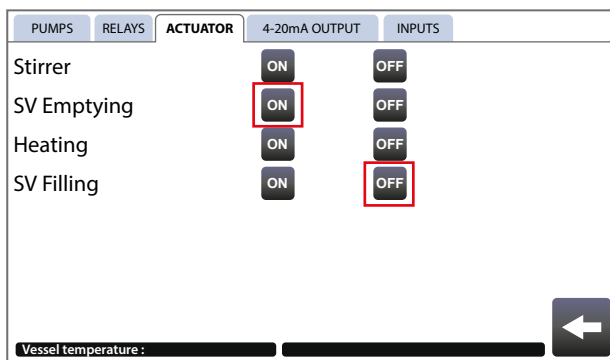 PUMPS RELAYS ACTUATOR 4-20mA OUTPUT INPUTS
Stirrer ON OFF
SV Emptying ON OFF
Heating ON OFF
SV Filling ON OFF
Vessel temperature :